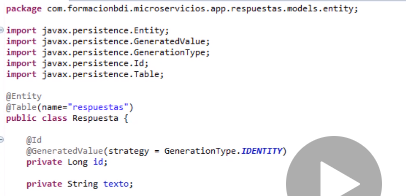 package com.formacionbdi.microservicios.app.respuestas.models.entity;
import javax.persistence.Entity;
import javax.persistence.GeneratedValue;
import javax.persistence.GenerationType;
import javax.persistence.Id;
import javax.persistence.Table;
@Entity
@Table(name="respuestas")
public class Respuesta {
@Id
@GeneratedValue(strategy = GenerationType.IDENTITY)
private Long id;
private String texto;